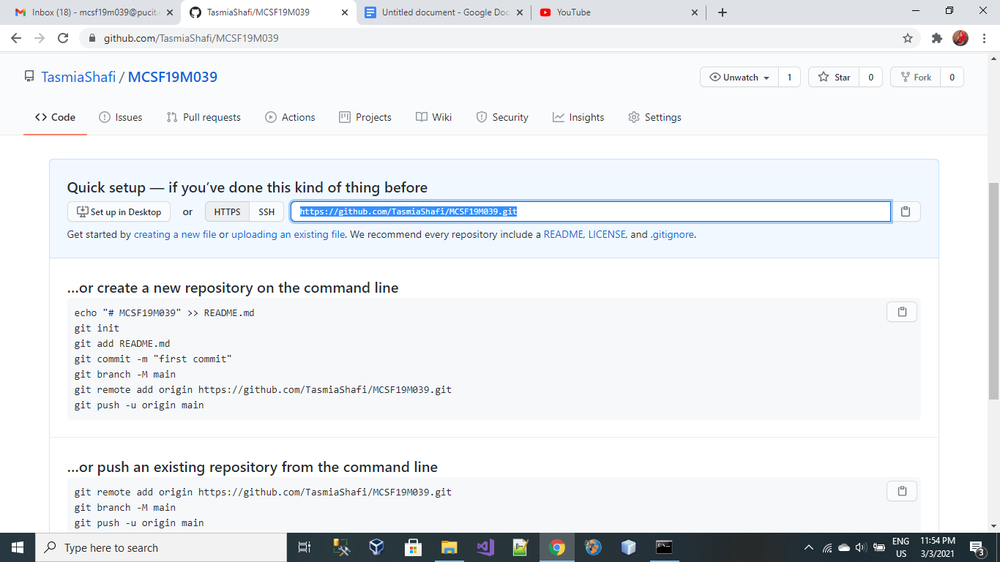 Inbox (18) - mcsf19m039@pucit.e
TasmiaShafi/MCSF19M039
Untitled document - Google Doc
YouTube
github.com/TasmiaShafi/MCSF19M039
TasmiaShafi / MCSF19M039
Unwatch 1
Star 0
Fork 0
Code Issues Pull requests Actions Projects Wiki Security Insights Settings
Quick setup — if you’ve done this kind of thing before
Set up in Desktop or HTTPS SSH https://github.com/TasmiaShafi/MCSF19M039.git
Get started by creating a new file or uploading an existing file. We recommend every repository include a README, LICENSE, and .gitignore.
…or create a new repository on the command line
echo "# MCSF19M039" >> README.md
git init
git add README.md
git commit -m "first commit"
git branch -M main
git remote add origin https://github.com/TasmiaShafi/MCSF19M039.git
git push -u origin main
…or push an existing repository from the command line
git remote add origin https://github.com/TasmiaShafi/MCSF19M039.git
git branch -M main
git push -u origin main
Type here to search
ENG
US
11:54 PM
3/3/2021
3